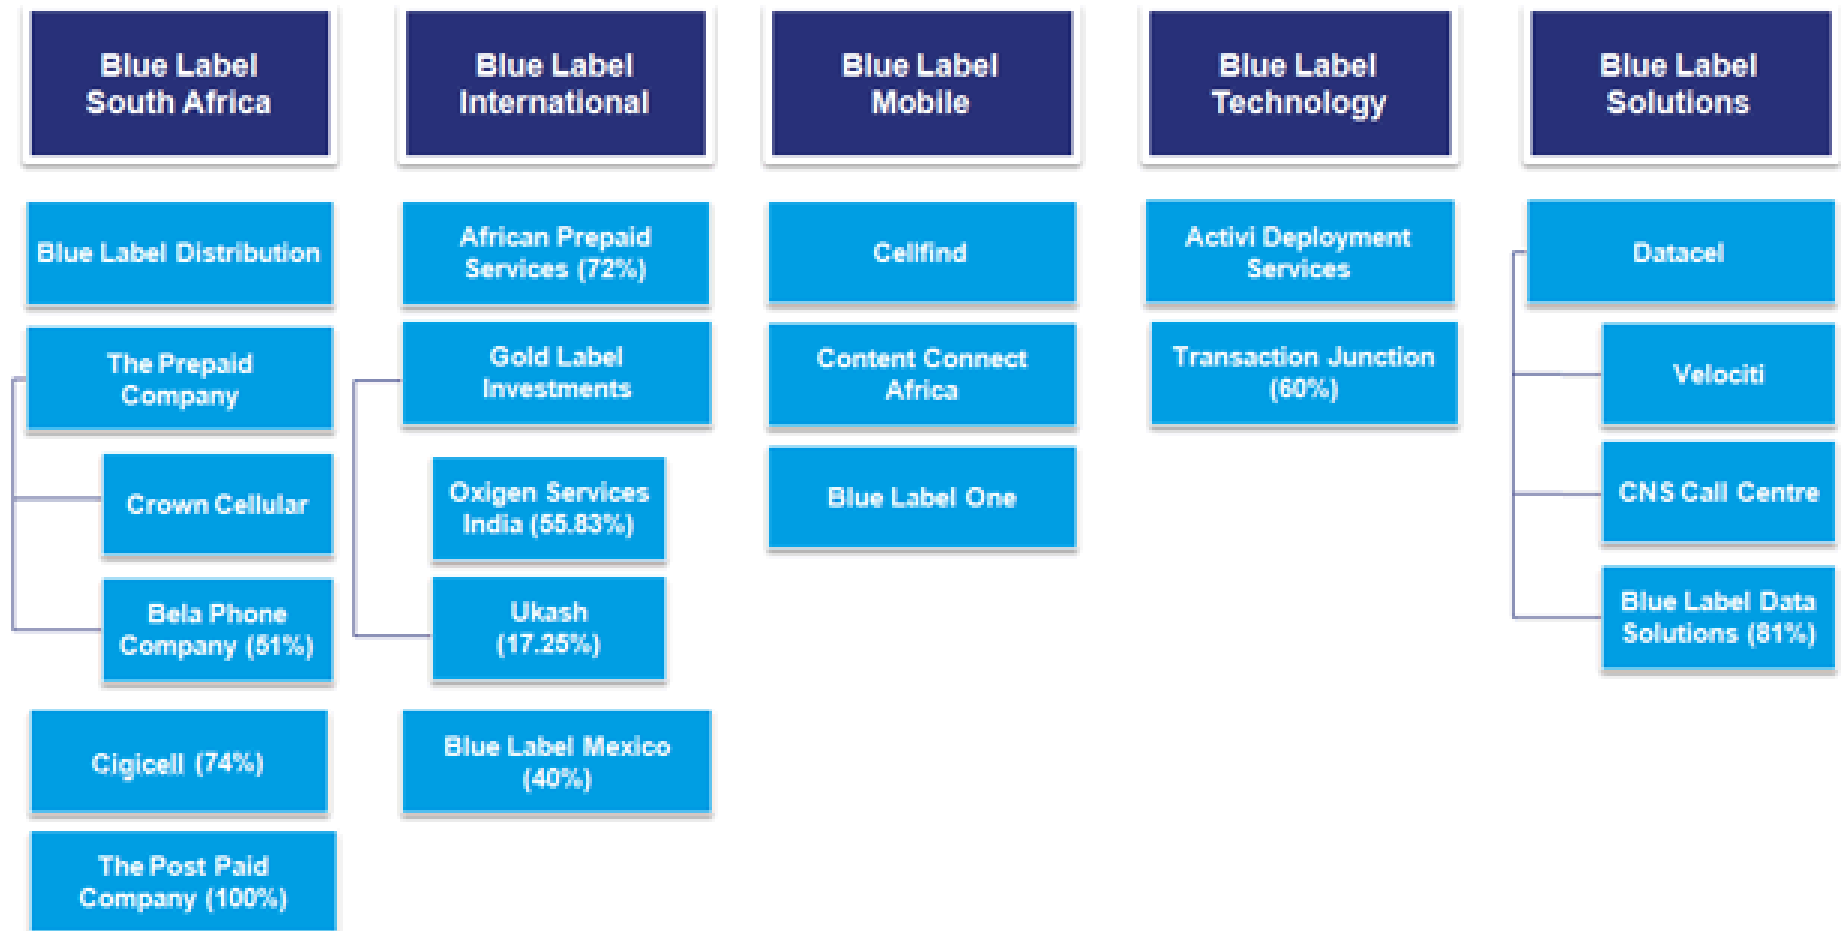 Blue Label
South Africa
Blue Label Distribution
The Prepaid
Company
Crown Cellular
Bela Phone
Company (51%)
Cigicell (74%)
The Post Paid
Company (100%)
Blue Label
International
African Prepaid
Services (72%)
Gold Label
Investments
Oxigen Services
India (55.83%)
Ukash
(17.25%)
Blue Label Mexico
(40%)
Blue Label
Mobile
Cellfind
Content Connect
Africa
Blue Label One
Blue Label
Technology
Activi Deployment
Services
Transaction Junction
(60%)
Blue Label
Solutions
Datacel
Velociti
CNS Call Centre
Blue Label Data
Solutions (81%)